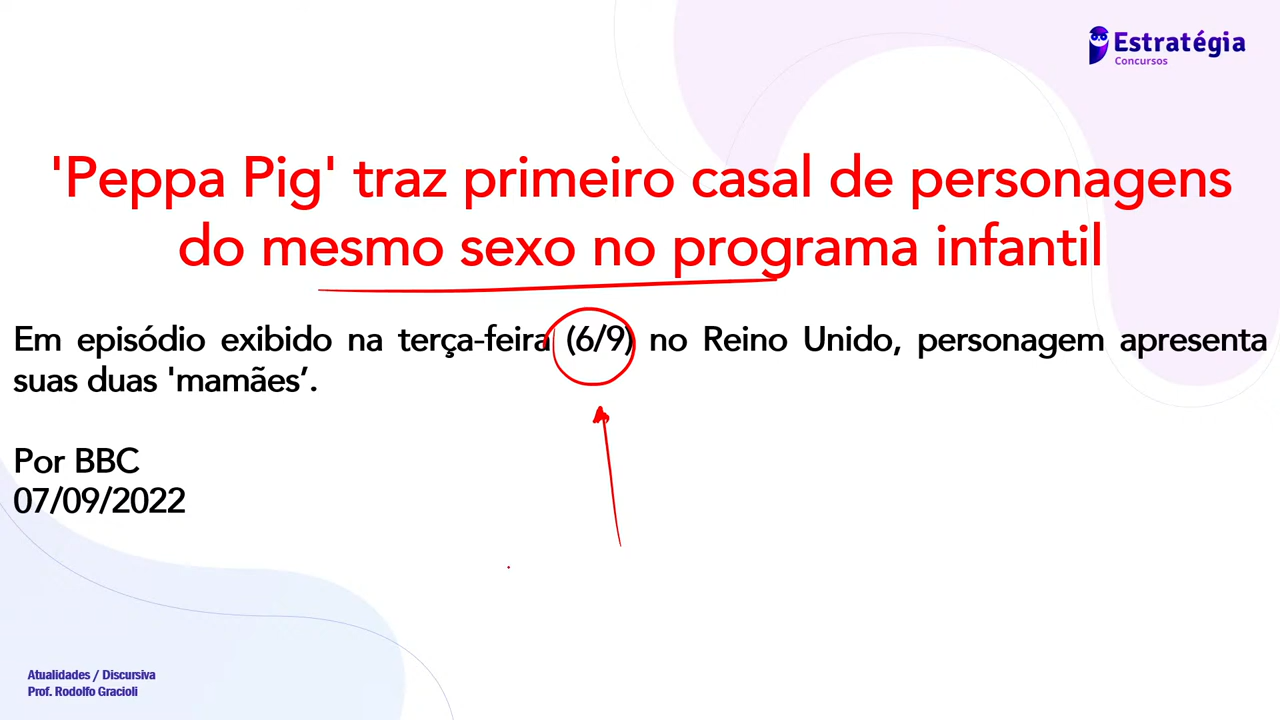 Estratégia
Concursos
'Peppa Pig' traz primeiro casal de personagens
do mesmo sexo no programa infantil
Em episódio exibido na terça-feira (6/9) no Reino Unido, personagem apresenta
suas duas 'mamães’.
Por BBC
07/09/2022
Atualidades / Discursiva
Prof. Rodolfo Gracioli